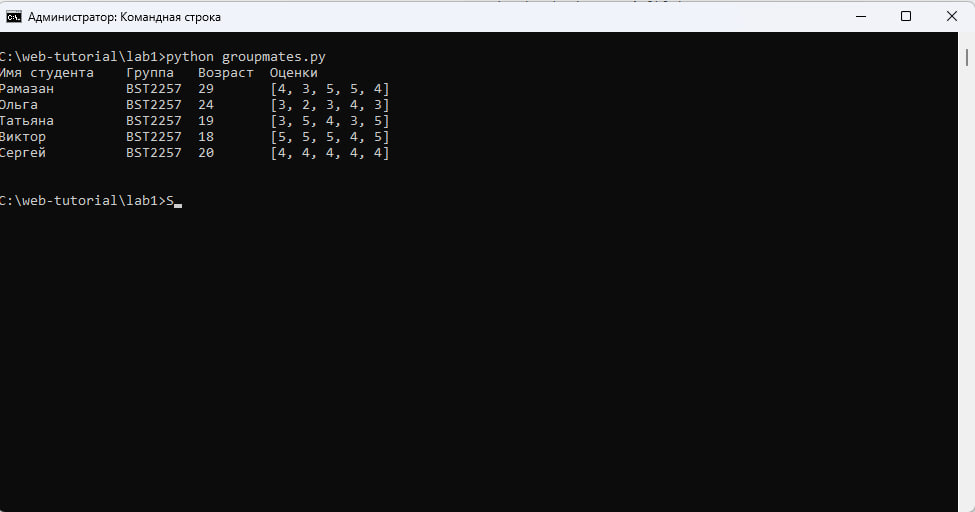 Администратор: Командная строка
C:\web-tutorial\lab1>python groupmates.py
Имя студента    Группа   Возраст  Оценки
Рамазан         BST2257  29       [4, 3, 5, 5, 4]
Ольга           BST2257  24       [3, 2, 3, 4, 3]
Татьяна         BST2257  19       [3, 5, 4, 3, 5]
Виктор          BST2257  18       [5, 5, 5, 4, 5]
Сергей          BST2257  20       [4, 4, 4, 4, 4]
C:\web-tutorial\lab1>S